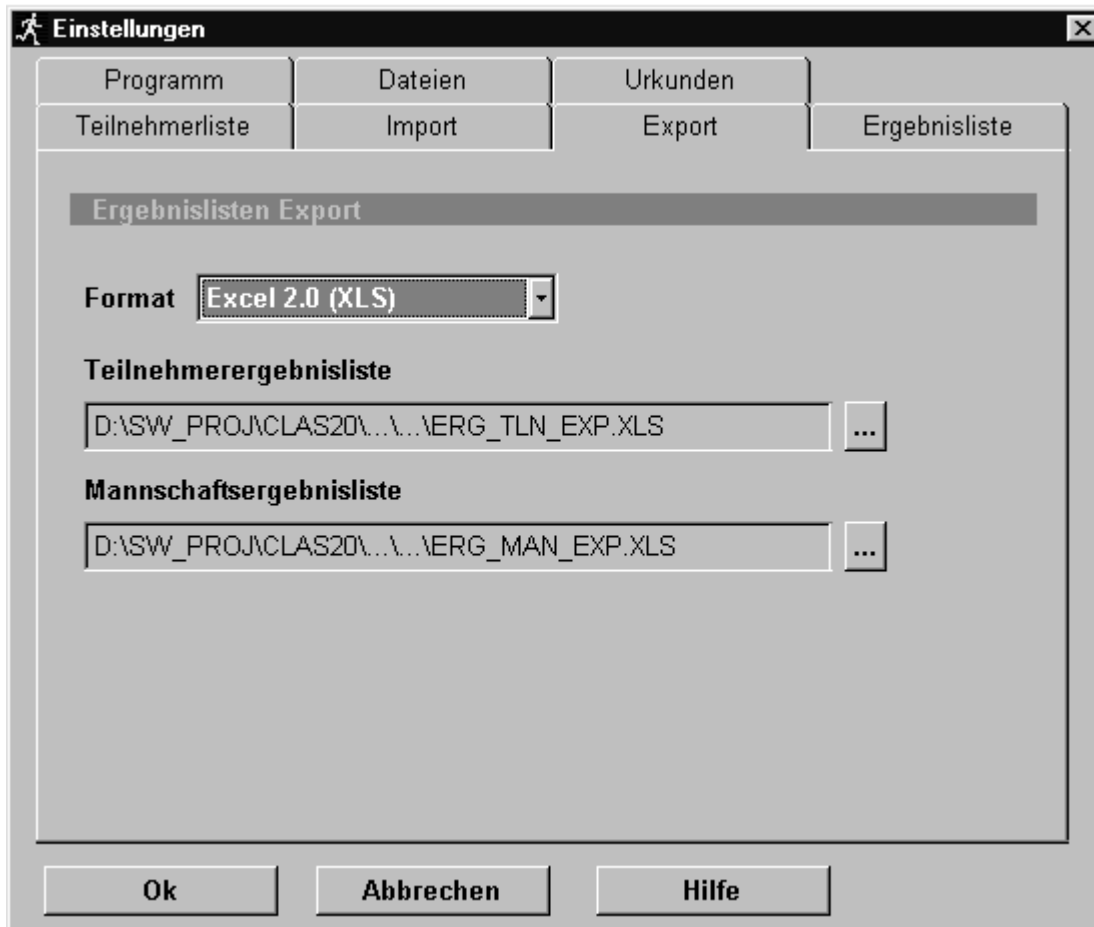 Einstellungen
Programm Dateien Urkunden
Teilnehmerliste Import Export Ergebnisliste
Ergebnislisten Export
Format Excel 2.0 (XLS)
Teilnehmerergebnisliste
D:\SW_PROJ\CLAS20\...\...\ERG_TLN_EXP.XLS ...
Mannschaftsergebnisliste
D:\SW_PROJ\CLAS20\...\...\ERG_MAN_EXP.XLS ...
Ok Abbrechen Hilfe